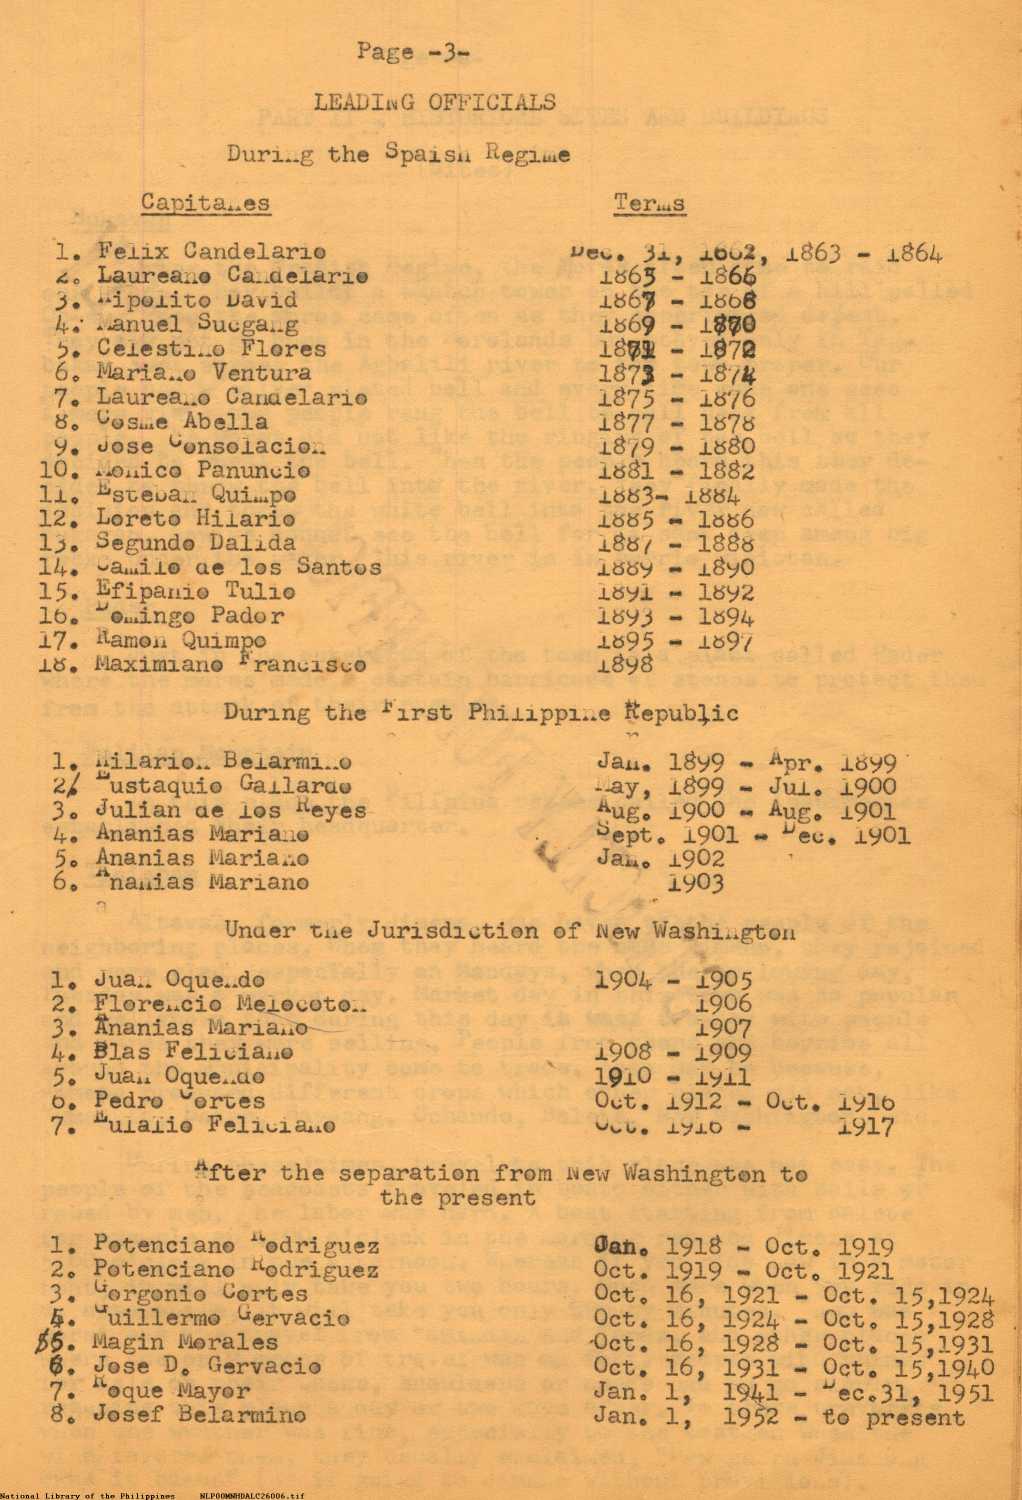 Page -3-
LEADING OFFICIALS
During the Spaish Regime
Capitanes Terms
1. Felix Candelario Dec. 31, 1862, 1863 - 1864
2. Laureano Candelario 1865 - 1866
3. Hipolito David 1867 - 1868
4. Manuel Sucgang 1869 - 1870
5. Celestino Flores 1871 - 1872
6. Mariano Ventura 1873 - 1874
7. Laureano Candelario 1875 - 1876
8. Cosme Abella 1877 - 1878
9. Jose Consolacion 1879 - 1880
10. Monico Panuncio 1881 - 1882
11. Esteban Quimpo 1883- 1884
12. Loreto Hilario 1885 - 1886
13. Segundo Dalida 1887 - 1888
14. Camilo de los Santos 1889 - 1890
15. Efipanio Tulio 1891 - 1892
16. Domingo Pador 1893 - 1894
17. Ramon Quimpo 1895 - 1897
18. Maximiano Francisco 1898
During the First Philippine Republic
1. Hilarion Belarmino Jan. 1899 - Apr. 1899
2. Eustaquio Gallardo May, 1899 - Jul. 1900
3. Julian de los Reyes Aug. 1900 - Aug. 1901
4. Ananias Mariano Sept. 1901 - Dec. 1901
5. Ananias Mariano Jan. 1902
6. Ananias Mariano 1903
Under the Jurisdiction of New Washington
1. Juan Oquendo 1904 - 1905
2. Florencio Melocoton 1906
3. Ananias Mariano 1907
4. Blas Feliciano 1908 - 1909
5. Juan Oquendo 1910 - 1911
6. Pedro Cortes Oct. 1912 - Oct. 1916
7. Eulalio Feliciano Oct. 1916 - 1917
After the separation from New Washington to
the present
1. Potenciano Rodriguez Jan. 1918 - Oct. 1919
2. Potenciano Rodriguez Oct. 1919 - Oct. 1921
3. Gorgonio Cortes Oct. 16, 1921 - Oct. 15,1924
4. Guillermo Gervacio Oct. 16, 1924 - Oct. 15,1928
5. Magin Morales Oct. 16, 1928 - Oct. 15,1931
6. Jose D. Gervacio Oct. 16, 1931 - Oct. 15,1940
7. Roque Mayor Jan. 1, 1941 - Dec.31, 1951
8. Josef Belarmino Jan. 1, 1952 - to present
National Library of the Philippines NLPOOMNHDALC26006.tif